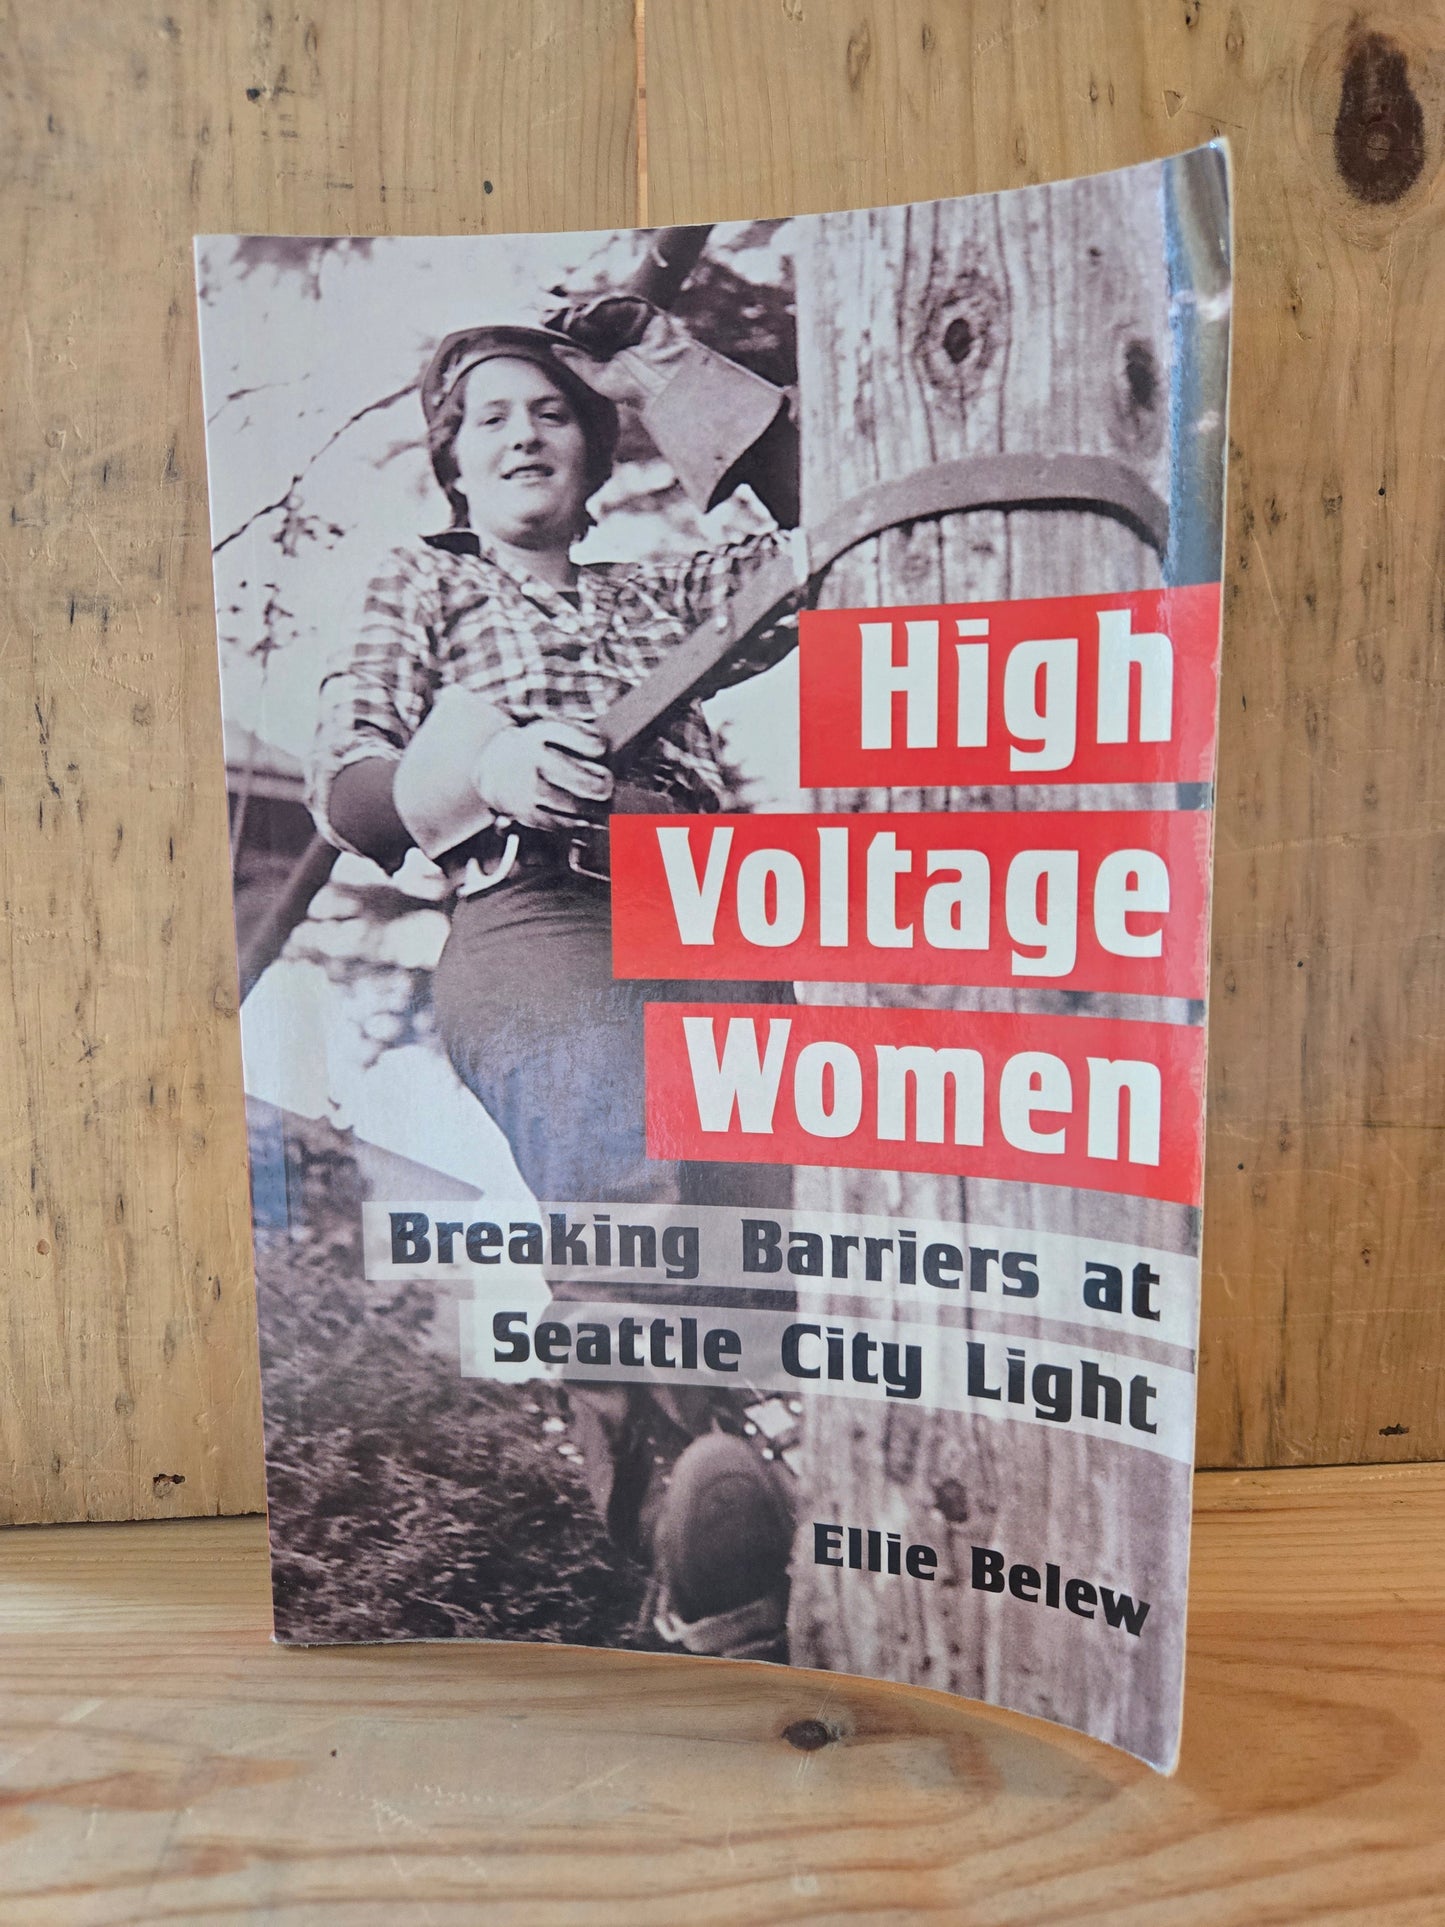 High
Voltage
Women
Breaking Barriers at
Seattle City Light
Ellie Belew